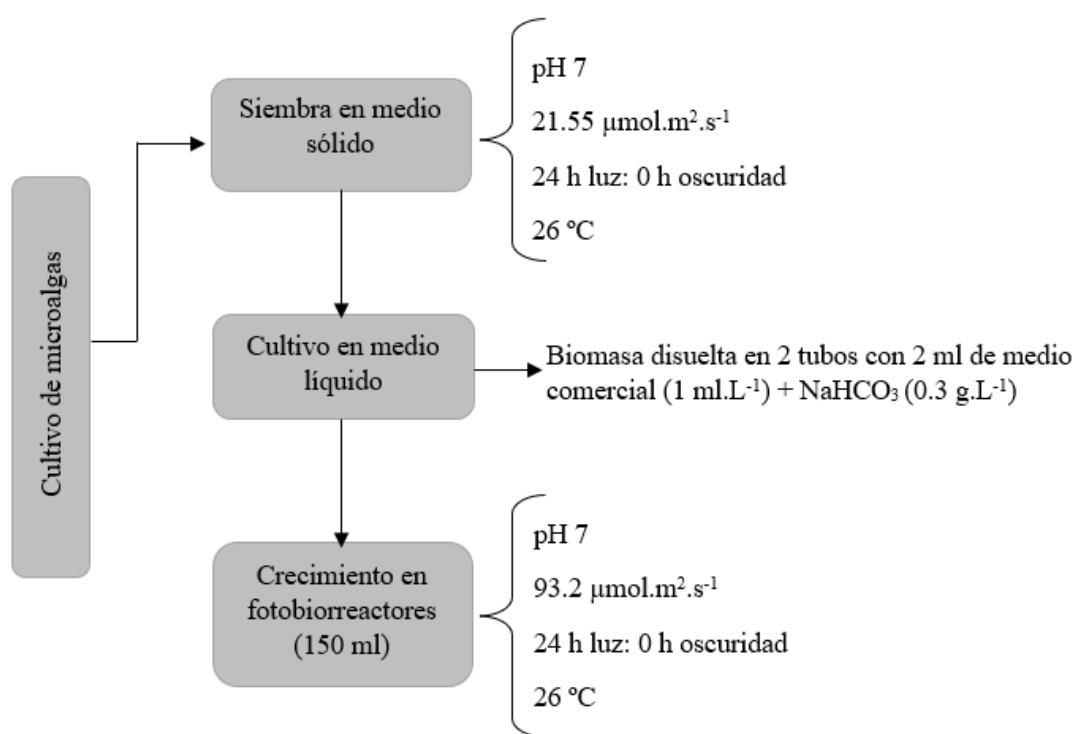 Cultivo de microalgas
Siembra en medio
sólido
pH 7
21.55 µmol.m².s⁻¹
24 h luz: 0 h oscuridad
26 ºC
Cultivo en medio
líquido
Biomasa disuelta en 2 tubos con 2 ml de medio
comercial (1 ml.L⁻¹) + NaHCO₃ (0.3 g.L⁻¹)
Crecimiento en
fotobiorreactores
(150 ml)
pH 7
93.2 µmol.m².s⁻¹
24 h luz: 0 h oscuridad
26 ºC